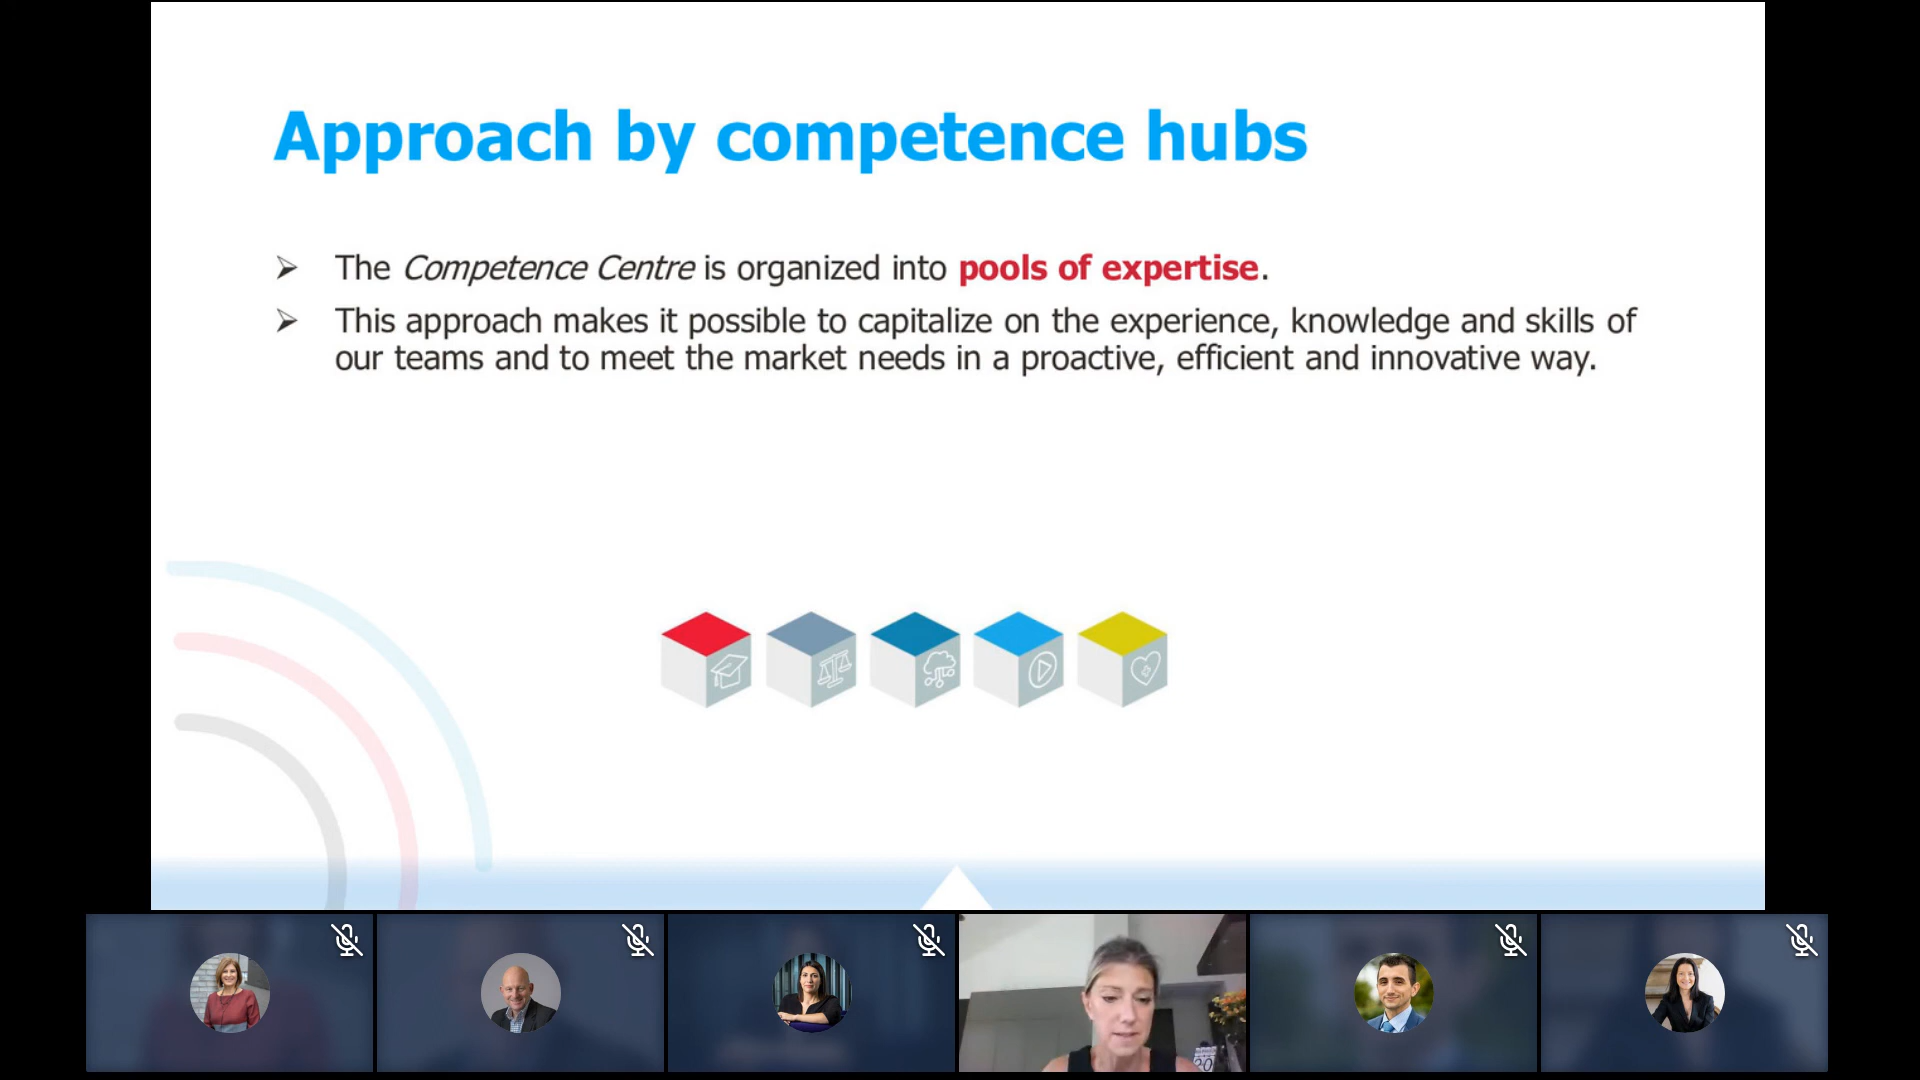 Approach by competence hubs
➢ The Competence Centre is organized into pools of expertise.
➢ This approach makes it possible to capitalize on the experience, knowledge and skills of
our teams and to meet the market needs in a proactive, efficient and innovative way.